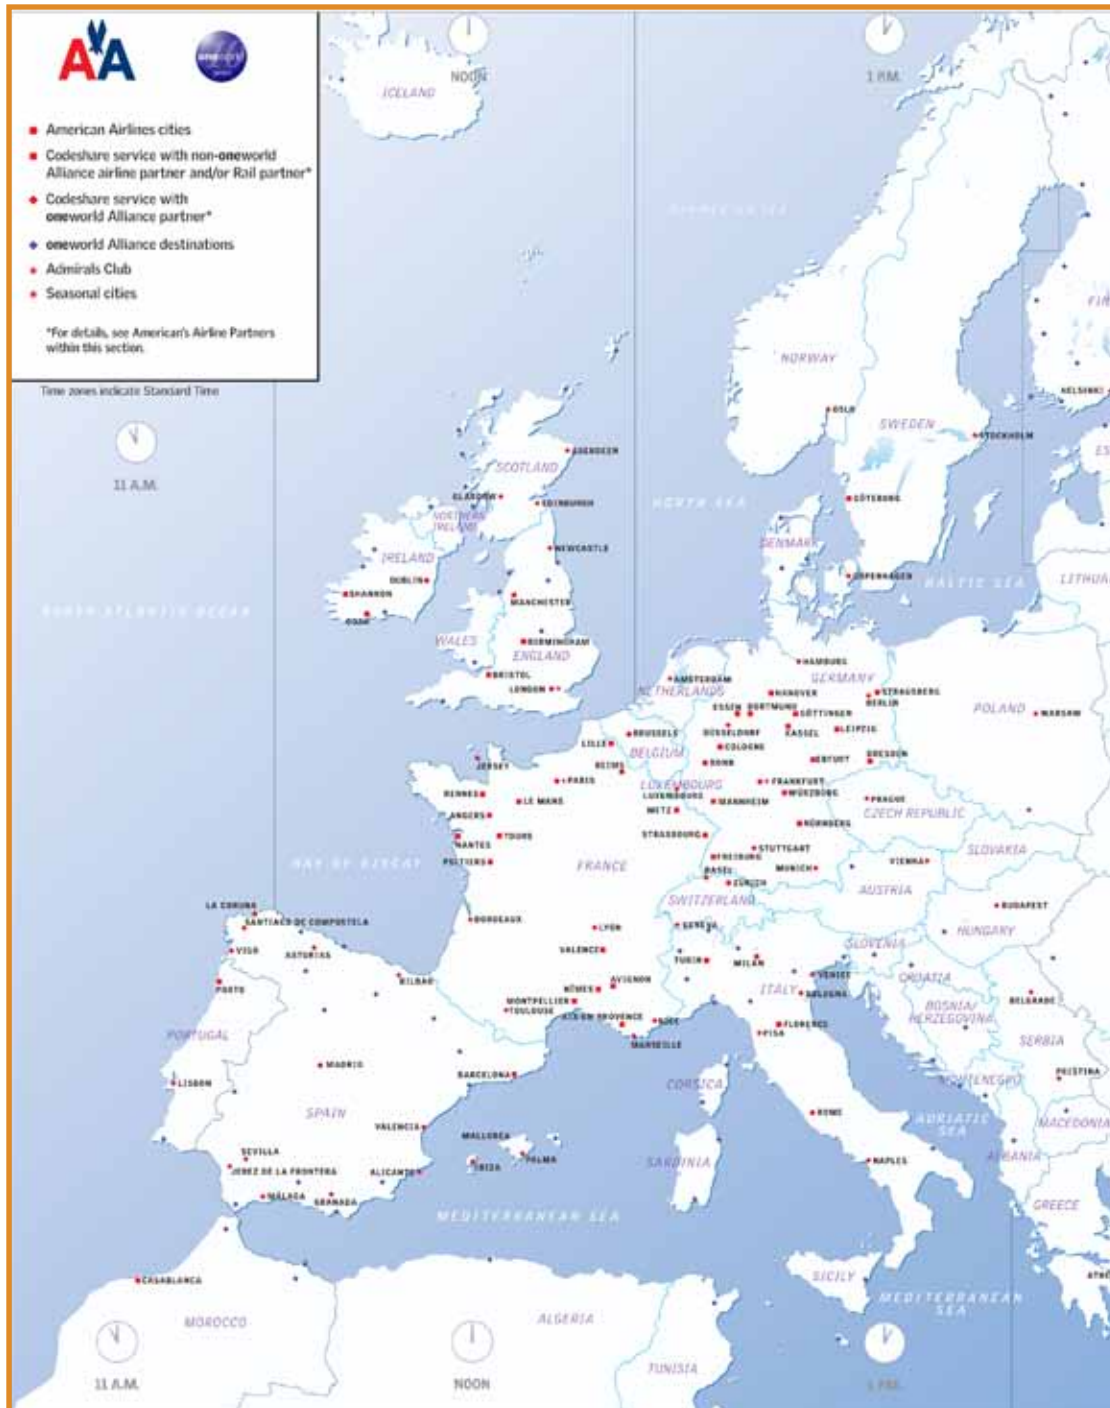 AA
American Airlines cities
Codeshare service with non-oneworld
Alliance airline partner and/or Rail partner*
Codeshare service with
oneworld Alliance partner*
oneworld Alliance destinations
Admirals Club
Seasonal cities
*For details, see American's Airline Partners
within this section.
Time zones indicate Standard Time
NOON
1 P.M.
11 A.M.
ICELAND
NORWAY
SWEDEN
HELSINKI
OSLO
STOCKHOLM
ABERDEEN
SCOTLAND
GLASGOW
EDINBURGH
NORTH SEA
GÖTEBORG
NORTHERN
IRELAND
NEWCASTLE
DENMARK
IRELAND
DUBLIN
COPENHAGEN
BALTIC SEA
SHANNON
MANCHESTER
NORTH ATLANTIC OCEAN
CORK
WALES
BIRMINGHAM
ENGLAND
HAMBURG
BRISTOL
AMSTERDAM
GERMANY
LONDON
NETHERLANDS
HANOVER
STRAUSBERG
BERLIN
POLAND
WARSAW
ESSEN
DORTMUND
GÖTTINGEN
BRUSSELS
DÜSSELDORF
KASSEL
LEIPZIG
LILLE
BELGIUM
COLOGNE
DRESDEN
JERSEY
REIMS
BONN
ERFURT
PARIS
LUXEMBOURG
FRANKFURT
RENNES
LUXEMBOURG
WÜRZBURG
LE MANS
MANNHEIM
PRAGUE
ANGERS
METZ
CZECH REPUBLIC
NÜRNBERG
NANTES
TOURS
STRASBOURG
STUTTGART
SLOVAKIA
BAY OF BISCAY
POITIERS
FRANCE
FREIBURG
BASEL
MUNICH
VIENNA
ZURICH
AUSTRIA
SWITZERLAND
BUDAPEST
LA CORUNA
SANTIAGO DE COMPOSTELA
BORDEAUX
LYON
GENEVA
HUNGARY
VIGO
ASTURIAS
VALENCE
TURIN
MILAN
SLOVENIA
BILBAO
VENICE
CROATIA
PORTO
NÎMES
AVIGNON
ITALY
BOLOGNA
BELGRADE
MONTPELLIER
TOULOUSE
AIX EN PROVENCE
NICE
FLORENCE
BOSNIA/
HERZEGOVINA
PORTUGAL
MARSEILLE
PISA
SERBIA
MADRID
BARCELONA
CORSICA
PRISTINA
LISBON
MONTENEGRO
SPAIN
ROME
ADRIATIC
SEA
MACEDONIA
VALENCIA
MALLORCA
SEVILLA
IBIZA
PALMA
SARDINIA
NAPLES
ALBANIA
JEREZ DE LA FRONTERA
ALICANTE
MÁLAGA
GRANADA
GREECE
MEDITERRANEAN SEA
CASABLANCA
SICILY
MEDITERRANEAN
SEA
MOROCCO
ALGERIA
TUNISIA
11 A.M.
NOON
1 P.M.